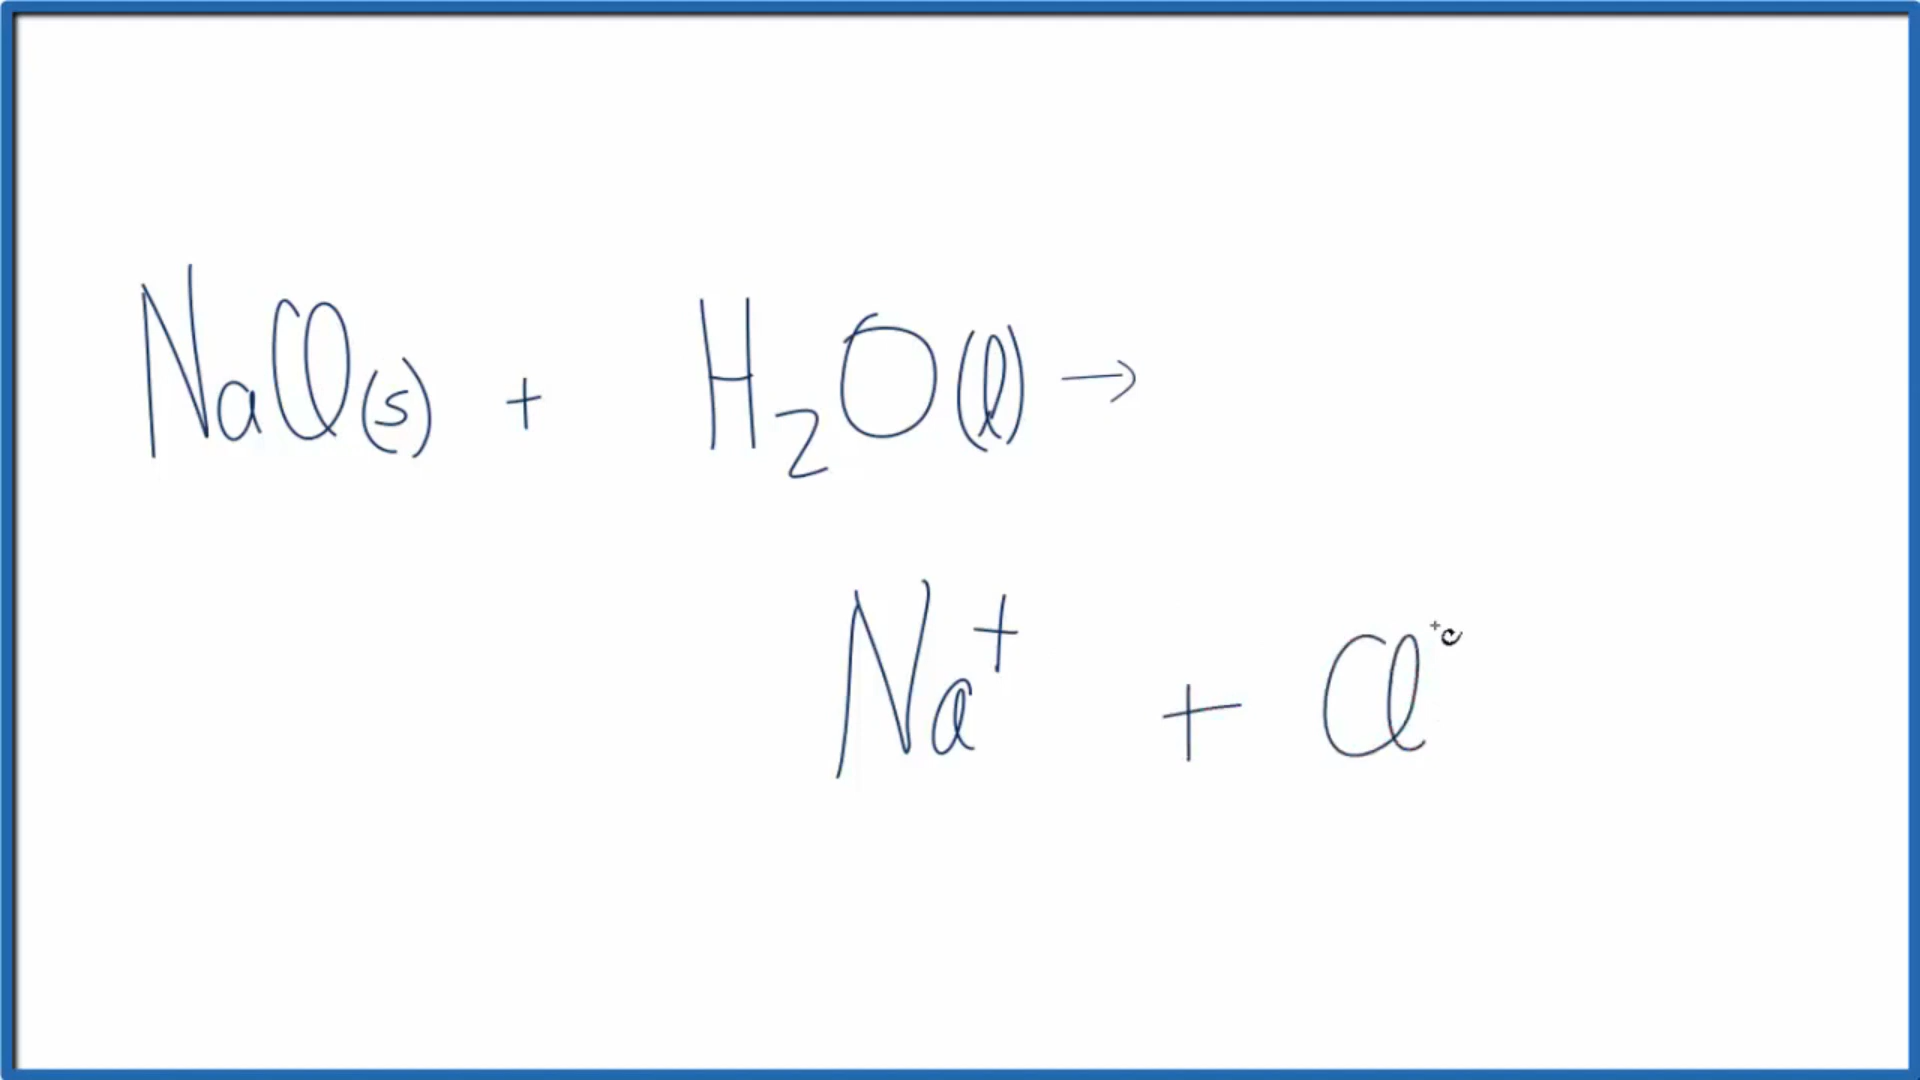 NaCl(s) + H₂O(l) →
Na⁺ + Cl